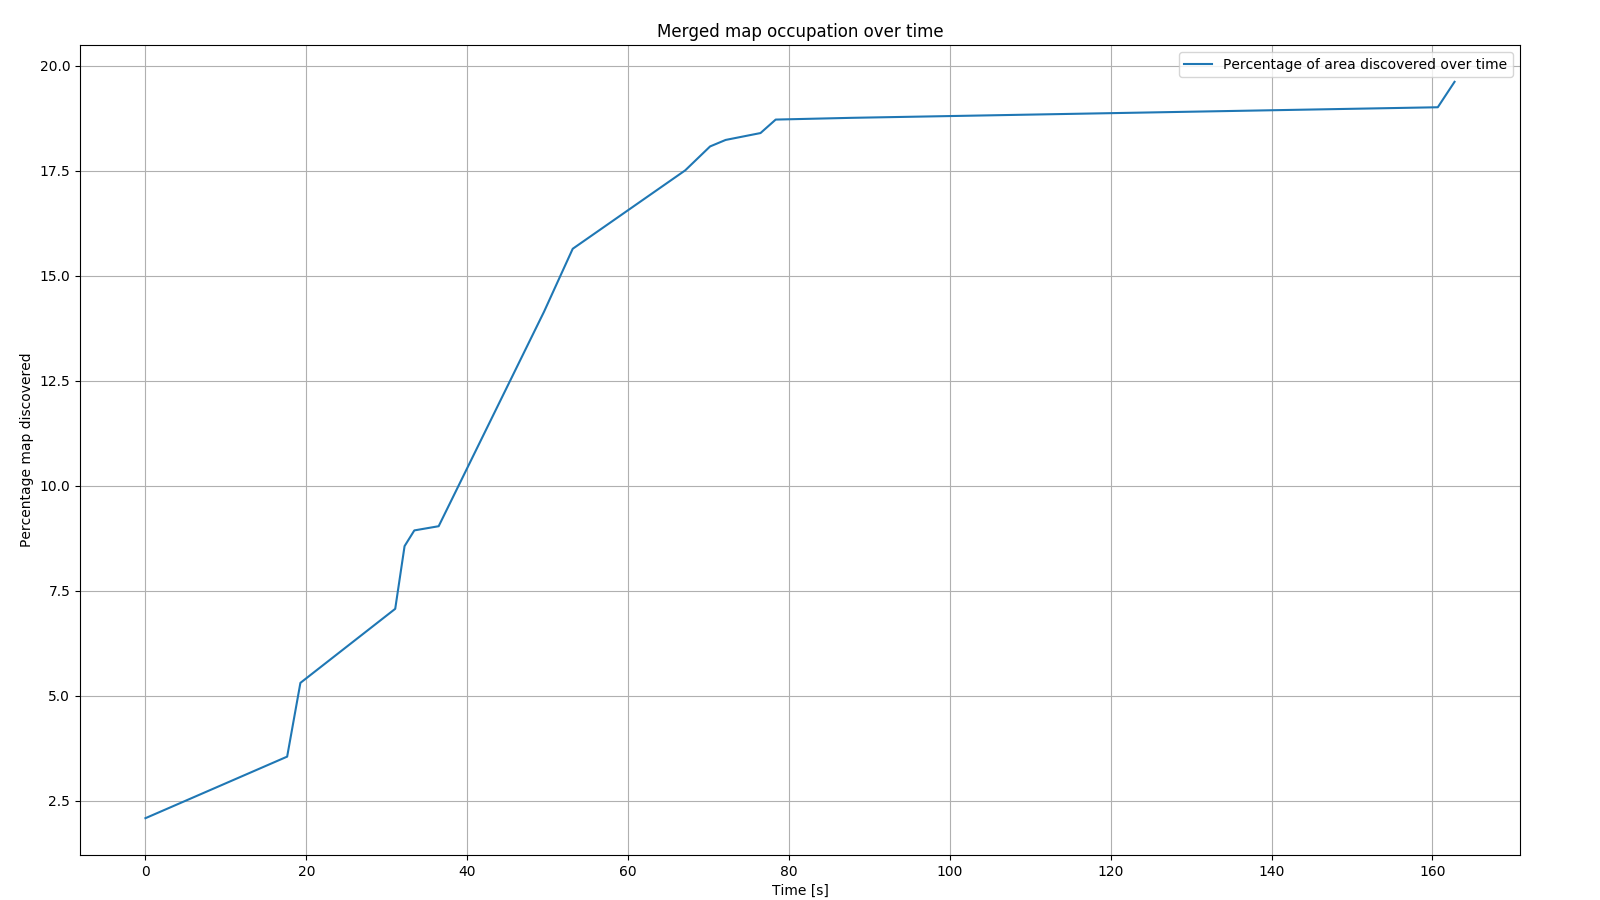 Merged map occupation over time
Percentage of area discovered over time
20.0
17.5
15.0
12.5
10.0
7.5
5.0
2.5
Percentage map discovered
0 20 40 60 80 100 120 140 160
Time [s]